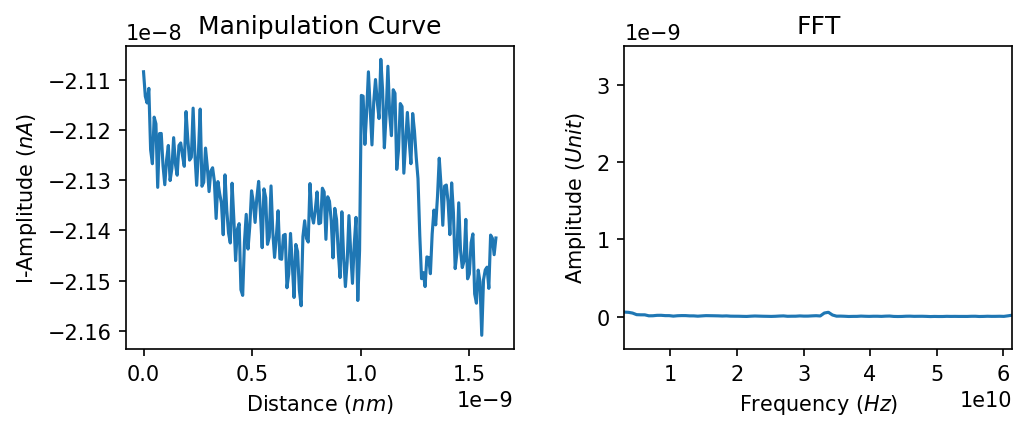 Manipulation Curve
1e−8
I-Amplitude (nA)
−2.11
−2.12
−2.13
−2.14
−2.15
−2.16
0.0 0.5 1.0 1.5
1e−9
Distance (nm)
FFT
1e−9
Amplitude (Unit)
3
2
1
0
1 2 3 4 5 6
1e10
Frequency (Hz)